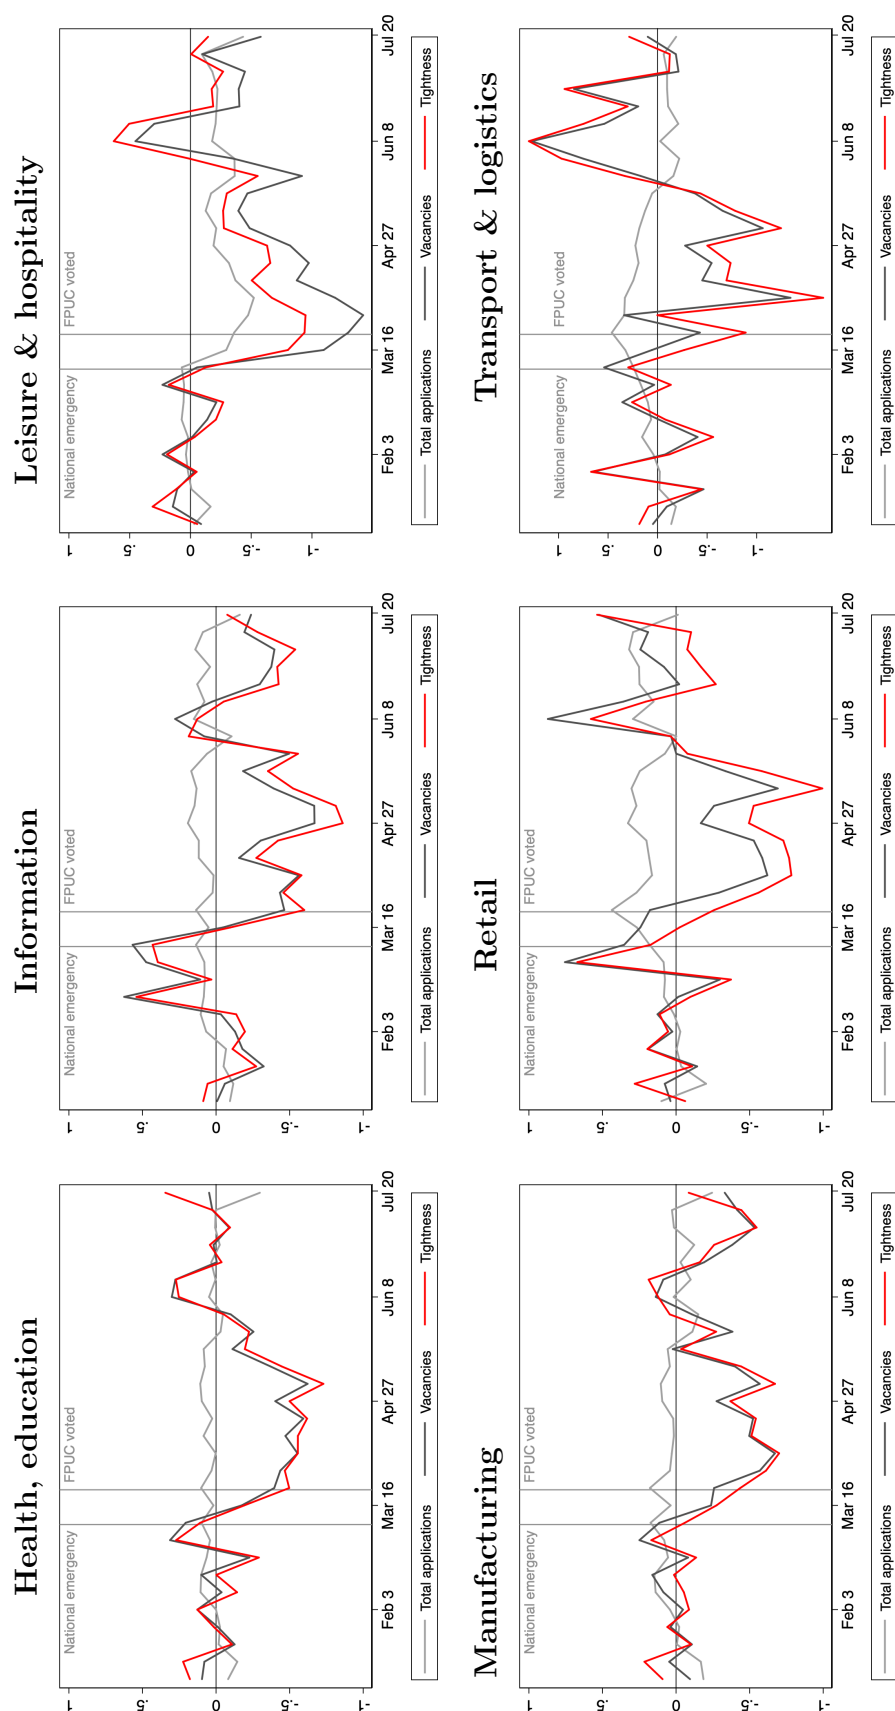 Health, education
National emergency
FPUC voted
1
.5
0
-.5
-1
Feb 3
Mar 16
Apr 27
Jun 8
Jul 20
Total applications
Vacancies
Tightness
Information
National emergency
FPUC voted
1
.5
0
-.5
-1
Feb 3
Mar 16
Apr 27
Jun 8
Jul 20
Total applications
Vacancies
Tightness
Leisure & hospitality
National emergency
FPUC voted
1
.5
0
-.5
-1
Feb 3
Mar 16
Apr 27
Jun 8
Jul 20
Total applications
Vacancies
Tightness
Manufacturing
National emergency
FPUC voted
1
.5
0
-.5
-1
Feb 3
Mar 16
Apr 27
Jun 8
Jul 20
Total applications
Vacancies
Tightness
Retail
National emergency
FPUC voted
1
.5
0
-.5
-1
Feb 3
Mar 16
Apr 27
Jun 8
Jul 20
Total applications
Vacancies
Tightness
Transport & logistics
National emergency
FPUC voted
1
.5
0
-.5
-1
Feb 3
Mar 16
Apr 27
Jun 8
Jul 20
Total applications
Vacancies
Tightness